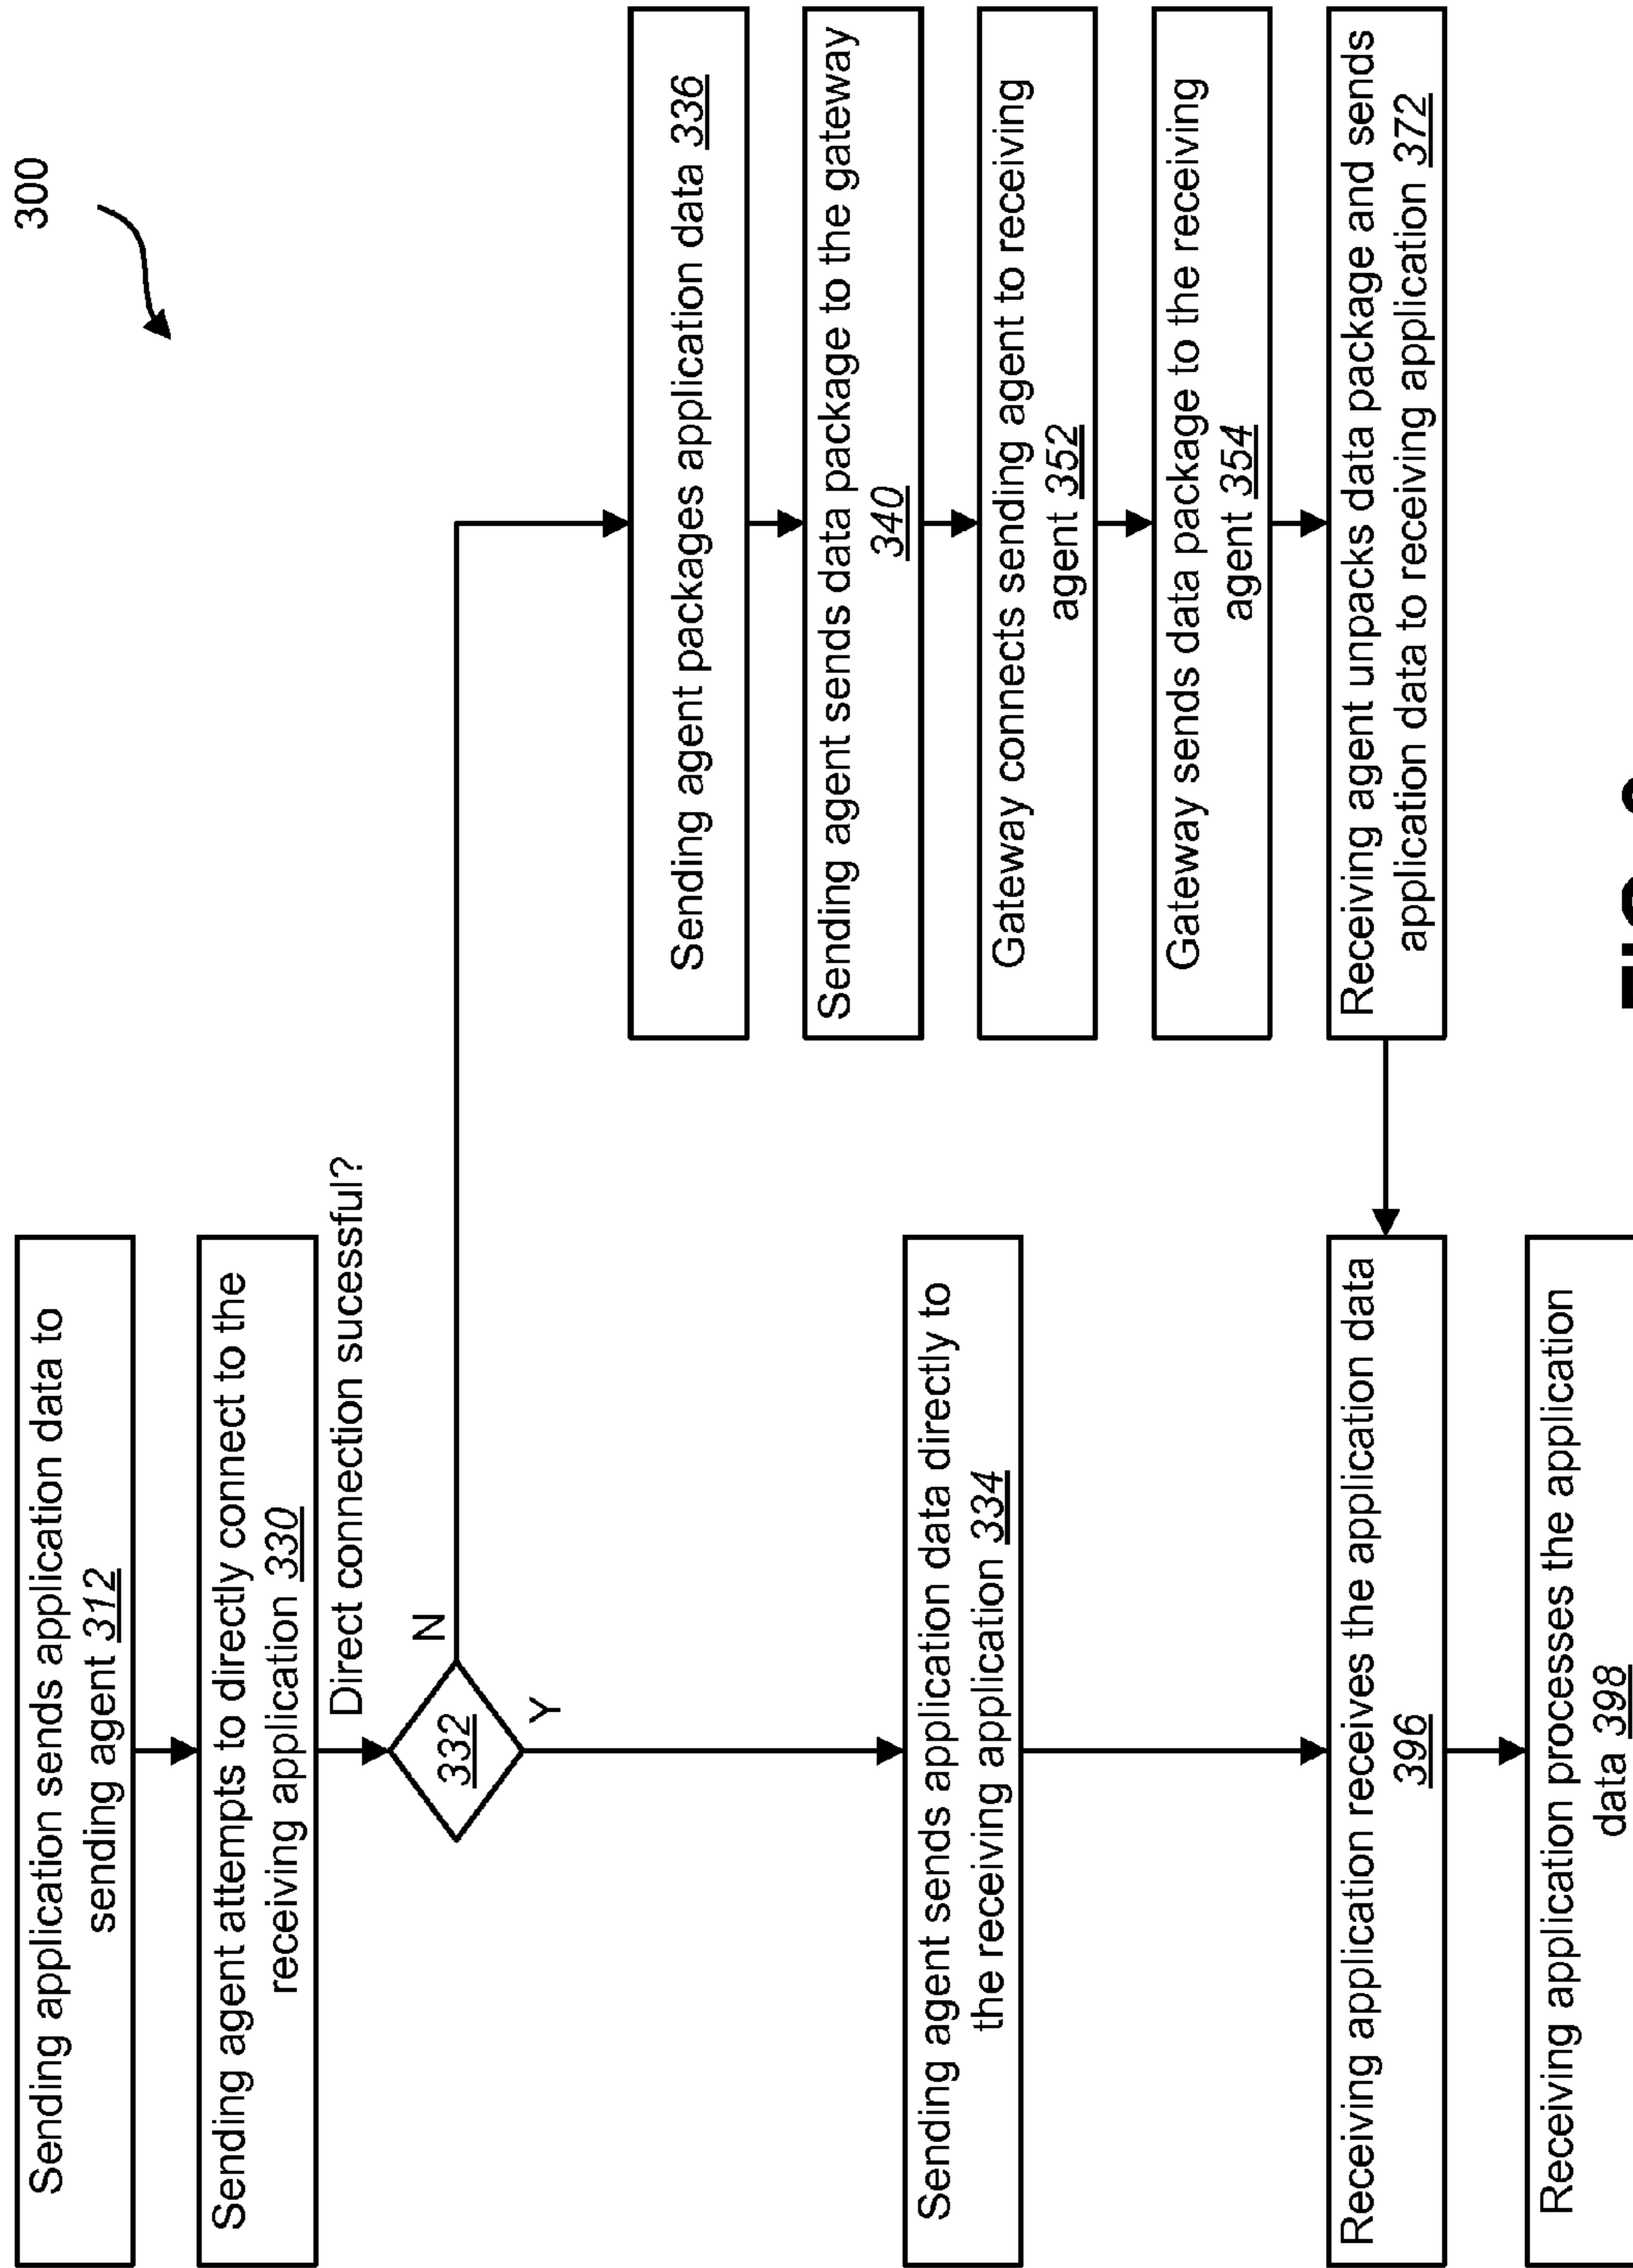 300
Sending application sends application data to
sending agent 312
Sending agent attempts to directly connect to the
receiving application 330
Direct connection sucessful?
332
N
Y
Sending agent packages application data 336
Sending agent sends data package to the gateway
340
Gateway connects sending agent to receiving
agent 352
Gateway sends data package to the receiving
agent 354
Receiving agent unpacks data package and sends
application data to receiving application 372
Sending agent sends application data directly to
the receiving application 334
Receiving application receives the application data
396
Receiving application processes the application
data 398